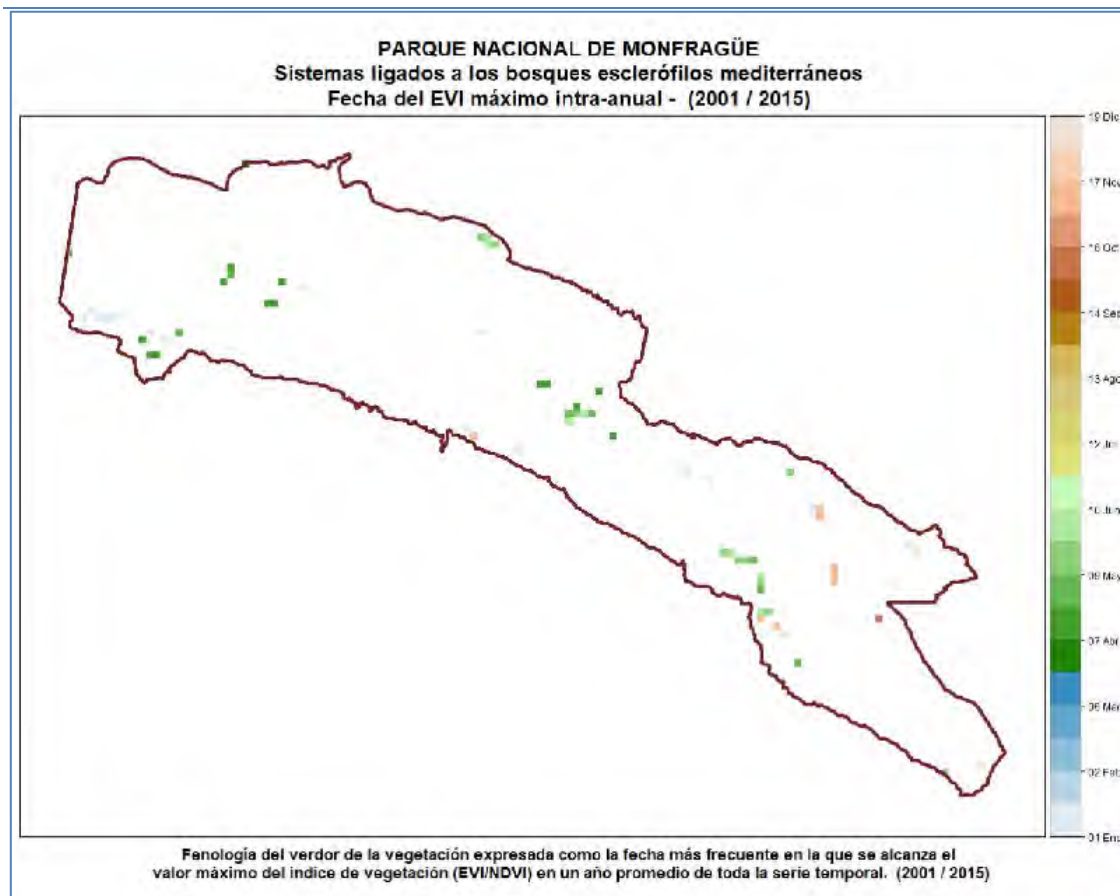 PARQUE NACIONAL DE MONFRAGÜE
Sistemas ligados a los bosques esclerófilos mediterráneos
Fecha del EVI máximo intra-anual - (2001 / 2015)
19 Dic
17 Nov
16 Oct
14 Sep
13 Ago
12 Jul
10 Jun
09 May
07 Abr
06 Mar
02 Feb
01 Ene
Fenología del verdor de la vegetación expresada como la fecha más frecuente en la que se alcanza el
valor máximo del indice de vegetación (EVI/NDVI) en un año promedio de toda la serie temporal. (2001 / 2015)